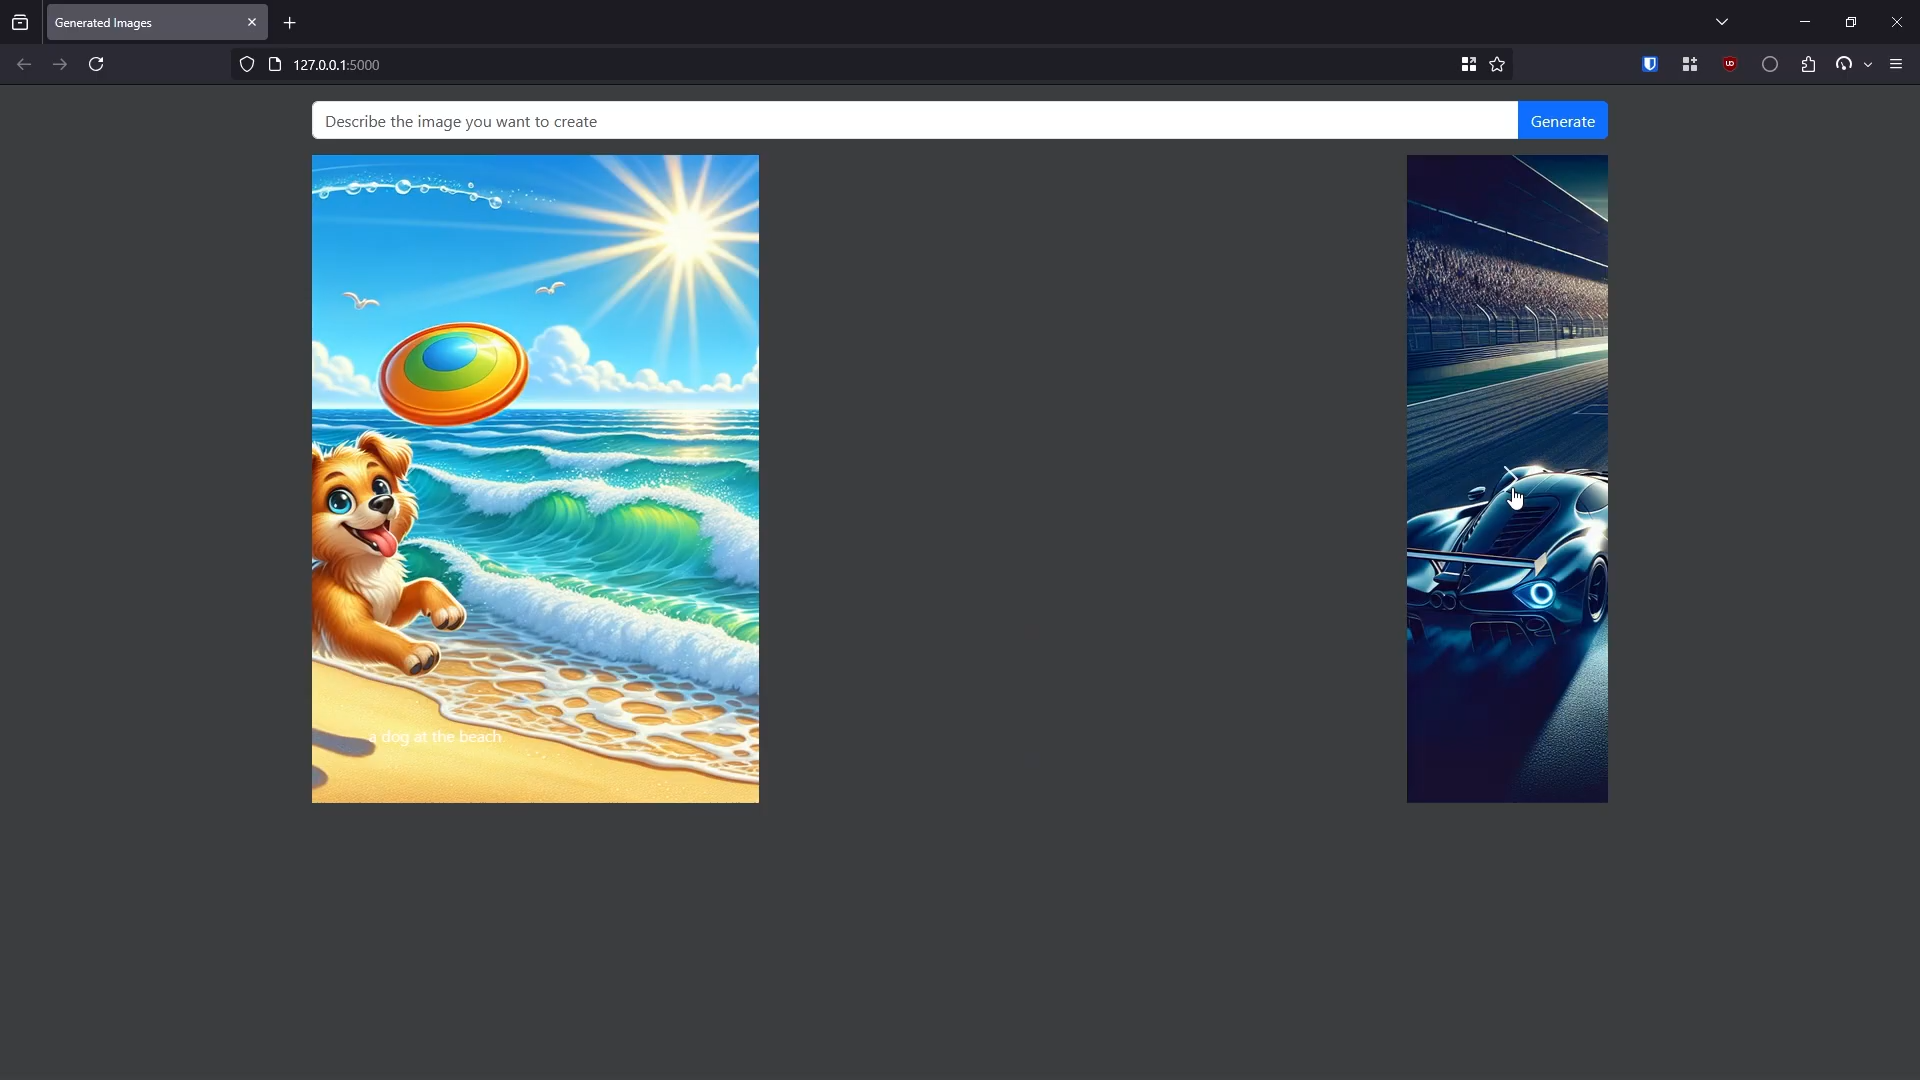 Generated Images
127.0.0.1:5000
Describe the image you want to create
Generate
a dog at the beach